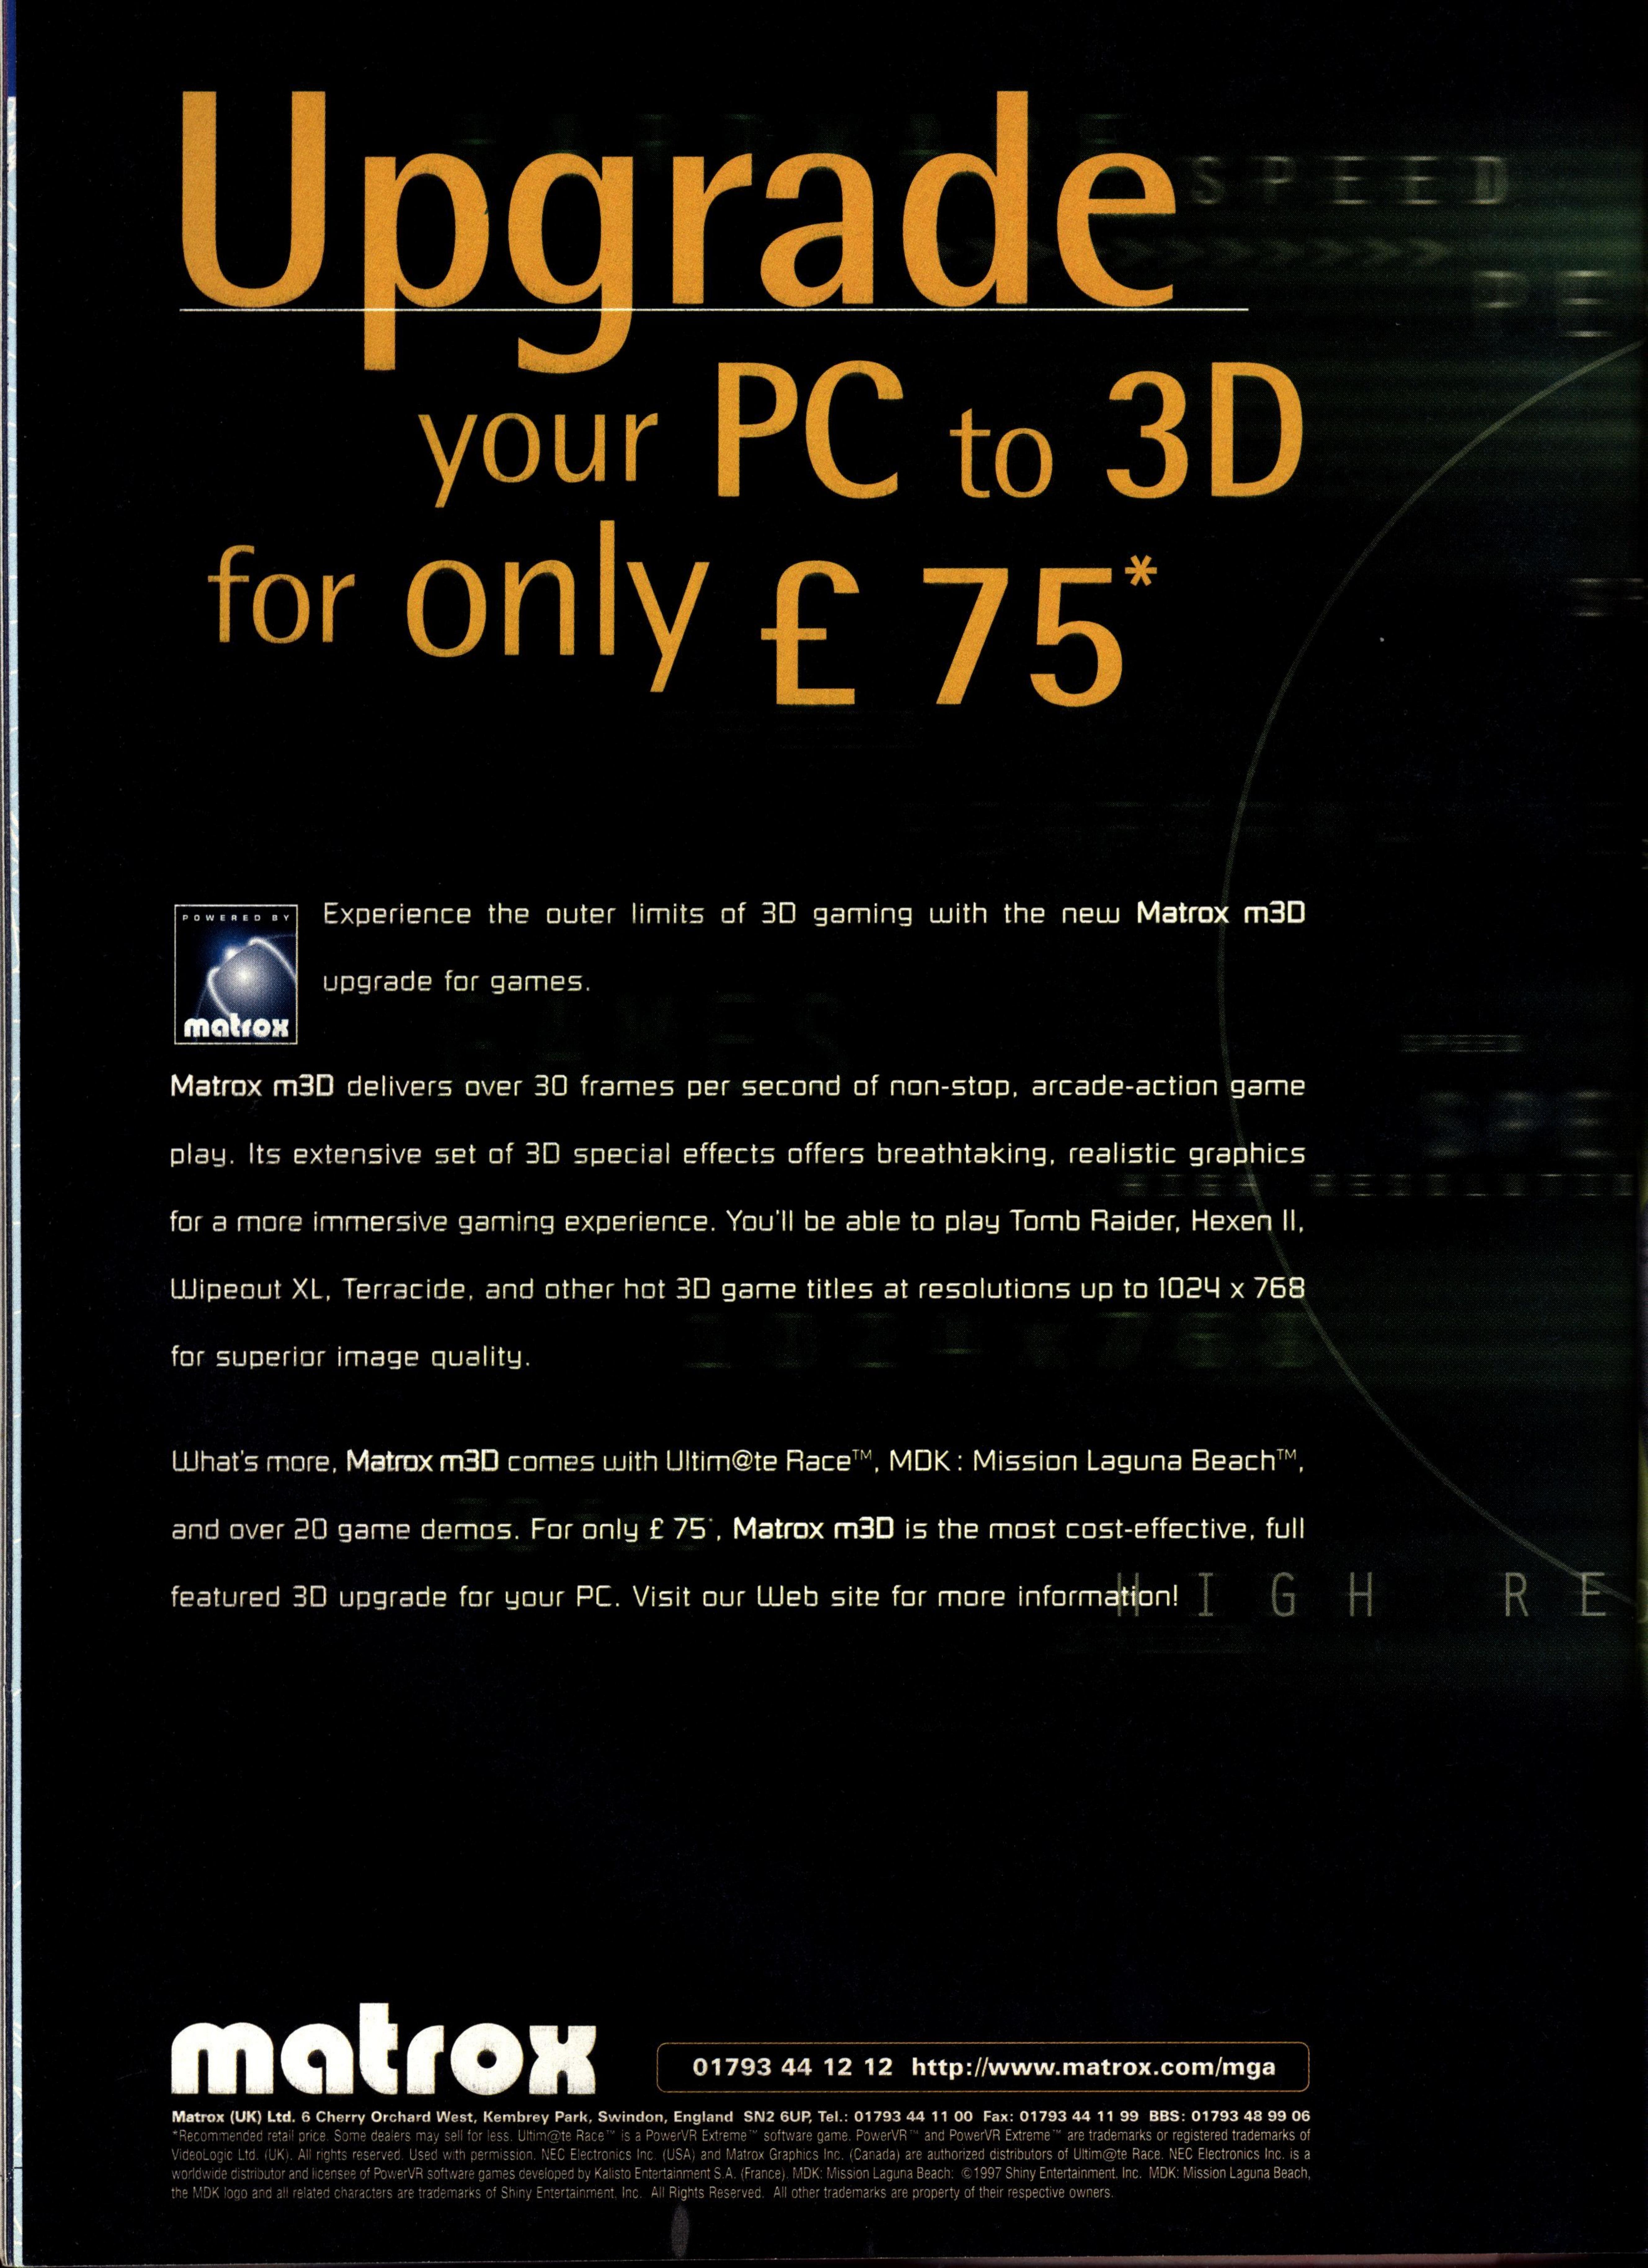 Upgrade
SPEED
your PC to 3D
for only £ 75*
POWERED BY
matrox
Experience the outer limits of 3D gaming with the new Matrox m3D
upgrade for games.
GAMES
Matrox m3D delivers over 30 frames per second of non-stop, arcade-action game
play. Its extensive set of 3D special effects offers breathtaking, realistic graphics
for a more immersive gaming experience. You'll be able to play Tomb Raider, Hexen II,
Wipeout XL, Terracide, and other hot 3D game titles at resolutions up to 1024 x 768
1024x768
for superior image quality.
What's more, Matrox m3D comes with Ultim@te Race™, MDK : Mission Laguna Beach™,
and over 20 game demos. For only £ 75*, Matrox m3D is the most cost-effective, full
featured 3D upgrade for your PC. Visit our Web site for more information!
HIGH RE
matrox
01793 44 12 12 http://www.matrox.com/mga
Matrox (UK) Ltd. 6 Cherry Orchard West, Kembrey Park, Swindon, England SN2 6UP, Tel.: 01793 44 11 00 Fax: 01793 44 11 99 BBS: 01793 48 99 06
*Recommended retail price. Some dealers may sell for less. Ultim@te Race™ is a PowerVR Extreme™ software game. PowerVR™ and PowerVR Extreme™ are trademarks or registered trademarks of
VideoLogic Ltd. (UK). All rights reserved. Used with permission. NEC Electronics Inc. (USA) and Matrox Graphics Inc. (Canada) are authorized distributors of Ultim@te Race. NEC Electronics Inc. is a
worldwide distributor and licensee of PowerVR software games developed by Kalisto Entertainment S.A. (France). MDK: Mission Laguna Beach: ©1997 Shiny Entertainment. Inc. MDK: Mission Laguna Beach,
the MDK logo and all related characters are trademarks of Shiny Entertainment, Inc. All Rights Reserved. All other trademarks are property of their respective owners.